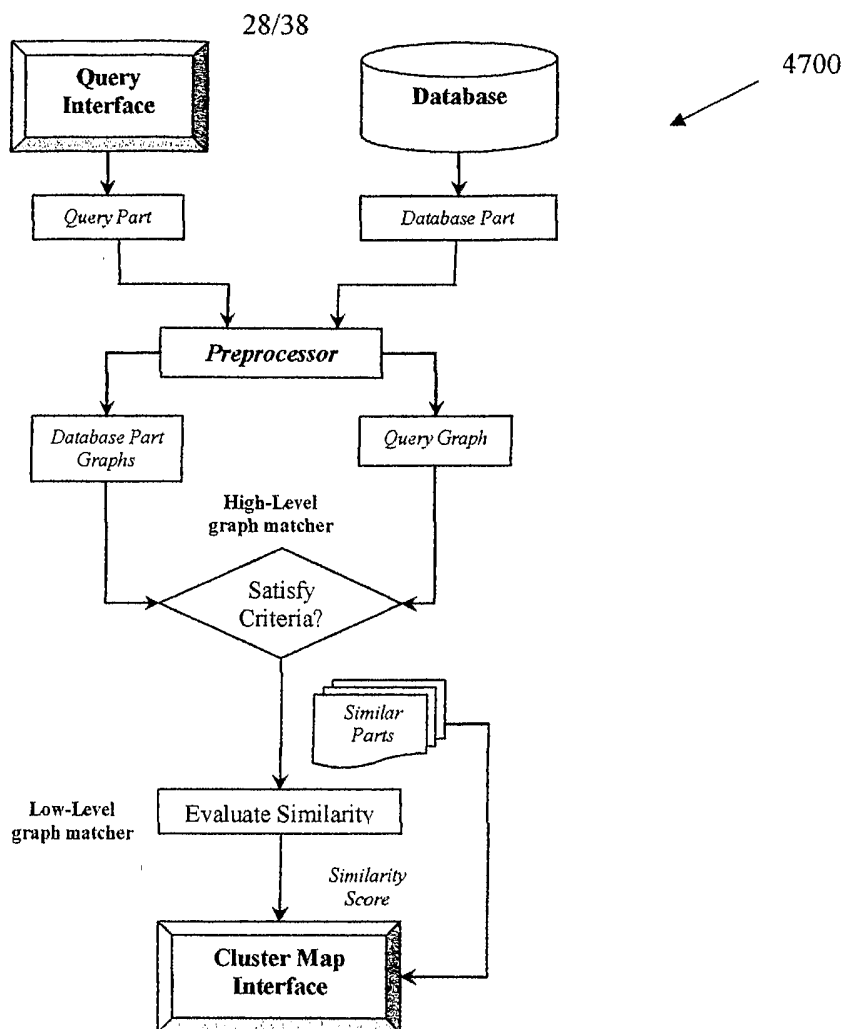 28/38
4700
Query
Interface
Database
Query Part
Database Part
Preprocessor
Database Part
Graphs
Query Graph
High-Level
graph matcher
Satisfy
Criteria?
Similar
Parts
Low-Level
graph matcher
Evaluate Similarity
Similarity
Score
Cluster Map
Interface